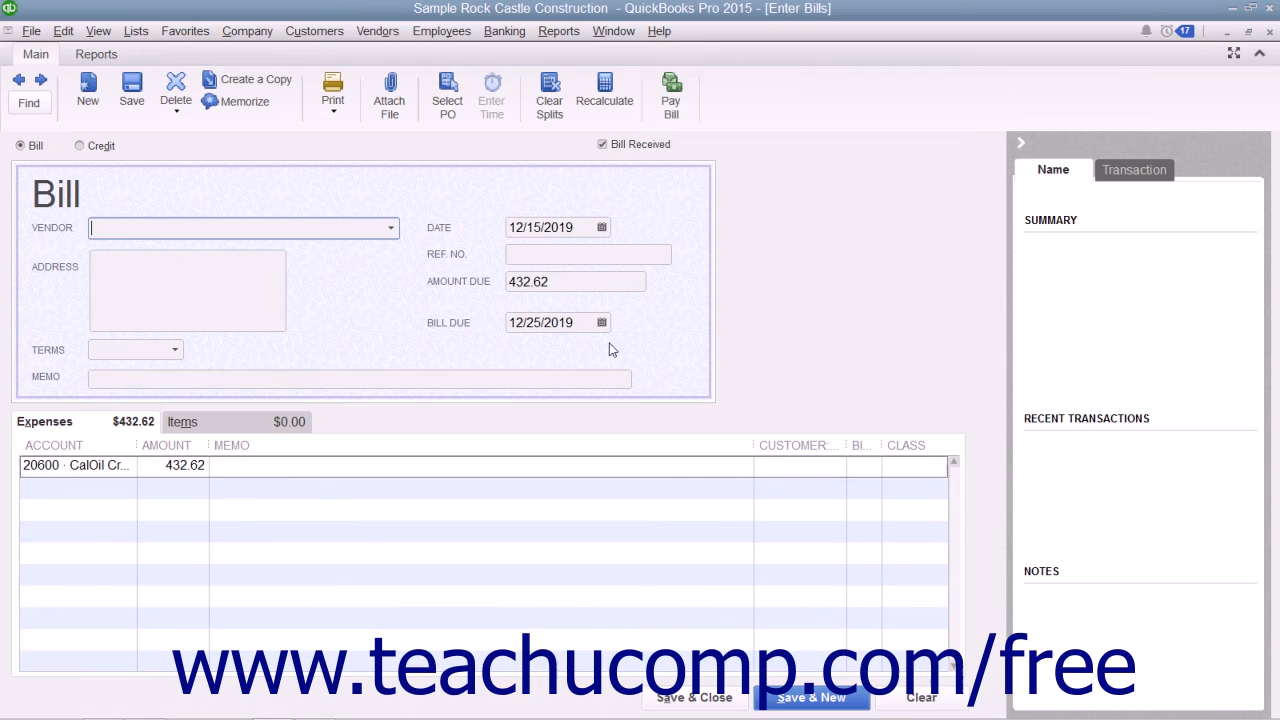 Sample Rock Castle Construction - QuickBooks Pro 2015 - [Enter Bills]
File Edit View Lists Favorites Company Customers Vendors Employees Banking Reports Window Help 17
Main Reports
Find New Save Delete Create a Copy Memorize Print Attach File Select PO Enter Time Clear Splits Recalculate Pay Bill
Bill Credit Bill Received
Bill
VENDOR DATE 12/15/2019
REF. NO.
ADDRESS AMOUNT DUE 432.62
BILL DUE 12/25/2019
TERMS
MEMO
Expenses $432.62 Items $0.00
ACCOUNT AMOUNT MEMO CUSTOMER:... BI... CLASS
20600 · CalOil Cr... 432.62
Name Transaction
SUMMARY
RECENT TRANSACTIONS
NOTES
www.teachucomp.com/free
Save & Close Save & New Clear